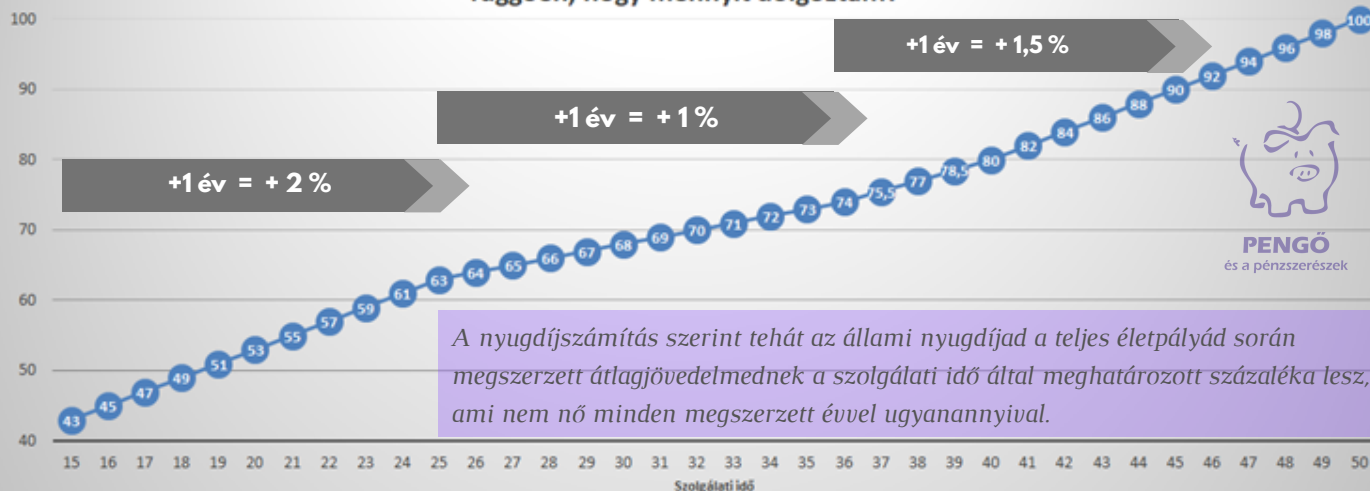 függően, hogy mennyit dolgoztam?
100
+1 év = + 1,5 %
90
+1 év = + 1 %
80
+1 év = + 2 %
70
60
50
40
43 45 47 49 51 53 55 57 59 61 63 64 65 66 67 68 69 70 71 72 73 74 75,5 77 78,5 80 82 84 86 88 90 92 94 96 98 100
PENGŐ
és a pénzszerészek
A nyugdíjszámítás szerint tehát az állami nyugdíjad a teljes életpályád során
megszerzett átlagjövedelmednek a szolgálati idő által meghatározott százaléka lesz,
ami nem nő minden megszerzett évvel ugyanannyival.
15 16 17 18 19 20 21 22 23 24 25 26 27 28 29 30 31 32 33 34 35 36 37 38 39 40 41 42 43 44 45 46 47 48 49 50
Szolgálati idő